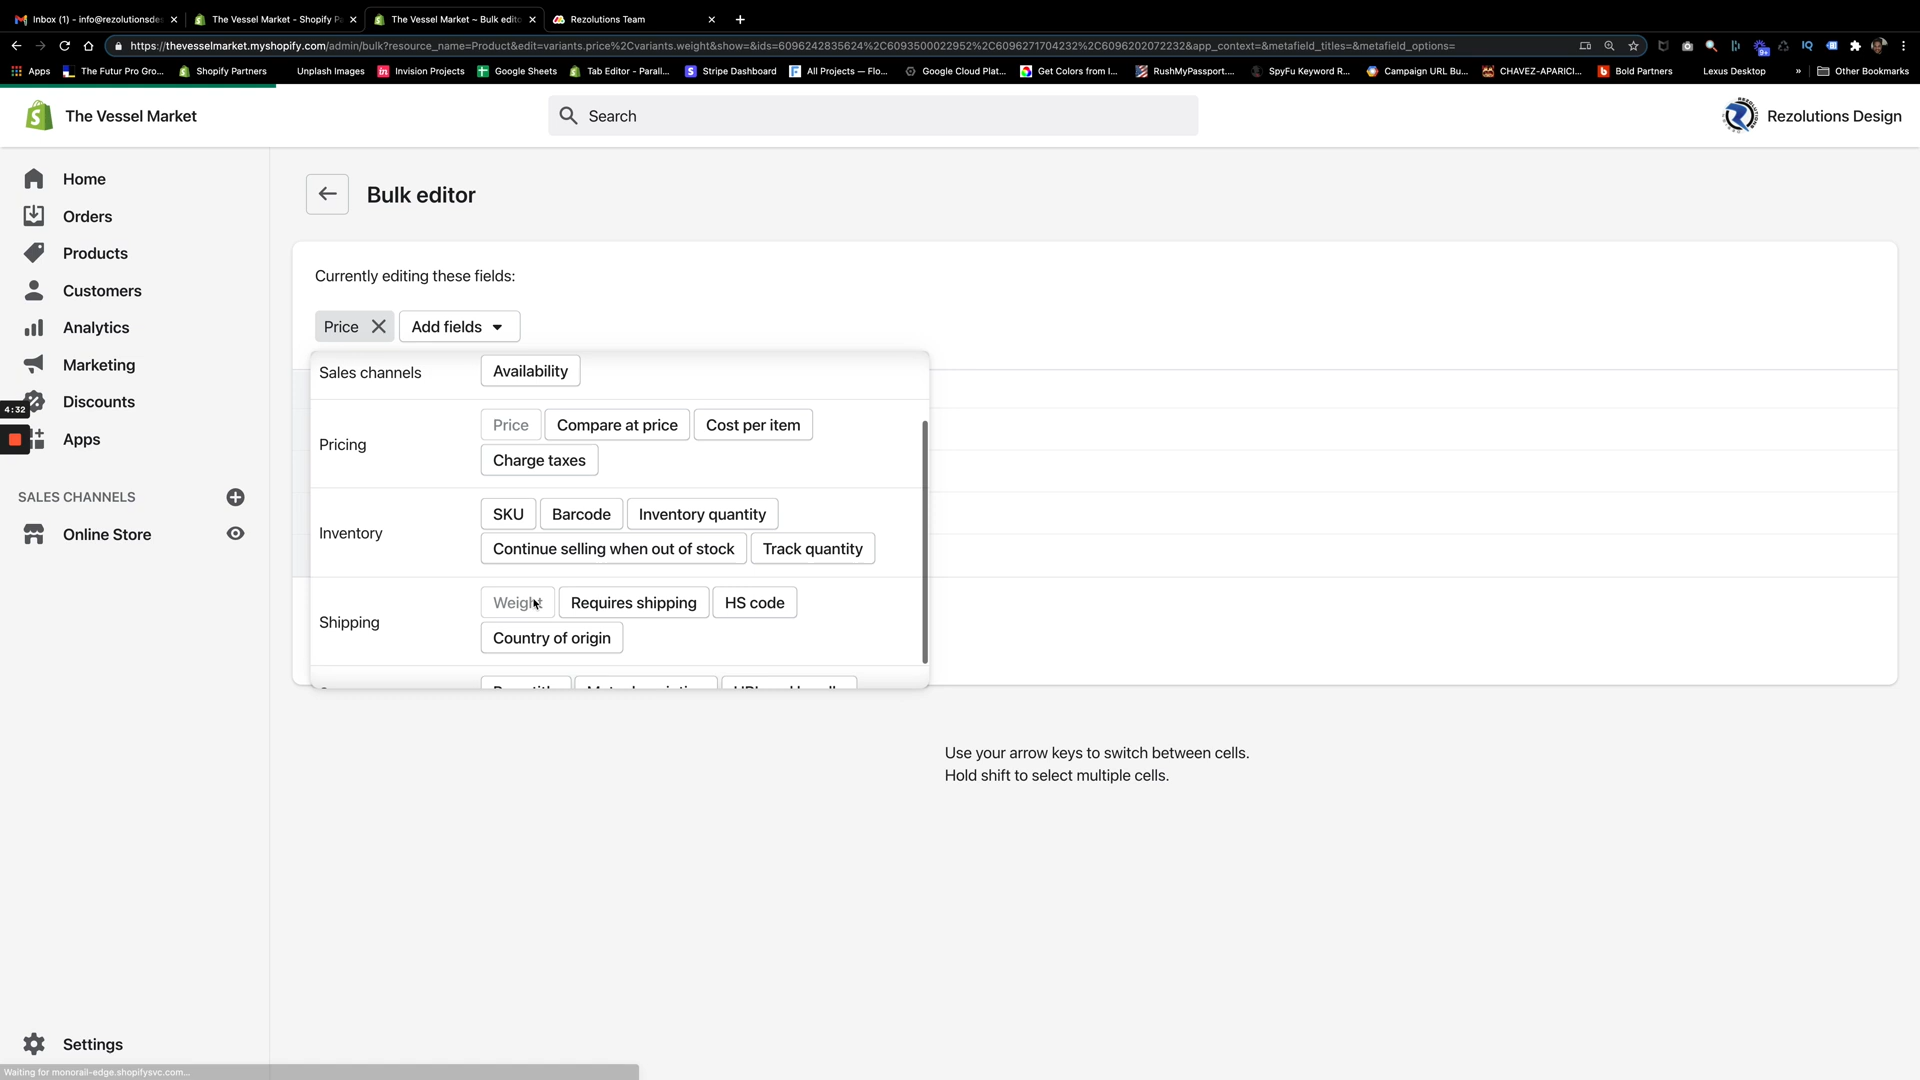 Inbox (1) - info@rezolutionsdes
The Vessel Market - Shopify Pa
The Vessel Market ~ Bulk edito
Rezolutions Team
https://thevesselmarket.myshopify.com/admin/bulk?resource_name=Product&edit=variants.price%2Cvariants.weight&show=&ids=6096242835624%2C6093500022952%2C6096271704232%2C6096202072232&app_context=&metafield_titles=&metafield_options=
9+
IQ
Apps
The Futur Pro Gro...
Shopify Partners
Unplash Images
Invision Projects
Google Sheets
Tab Editor - Parall...
Stripe Dashboard
All Projects — Flo...
Google Cloud Plat...
Get Colors from I...
RushMyPassport....
SpyFu Keyword R...
Campaign URL Bu...
CHAVEZ-APARICI...
Bold Partners
Lexus Desktop
»
Other Bookmarks
The Vessel Market
Search
Rezolutions Design
Home
Orders
Products
Customers
Analytics
Marketing
Discounts
4:32
Apps
SALES CHANNELS
Online Store
Settings
Waiting for monorail-edge.shopifysvc.com...
Bulk editor
Currently editing these fields:
Price
Add fields
Sales channels
Availability
Pricing
Price
Compare at price
Cost per item
Charge taxes
Inventory
SKU
Barcode
Inventory quantity
Continue selling when out of stock
Track quantity
Shipping
Weight
Requires shipping
HS code
Country of origin
Use your arrow keys to switch between cells.
Hold shift to select multiple cells.